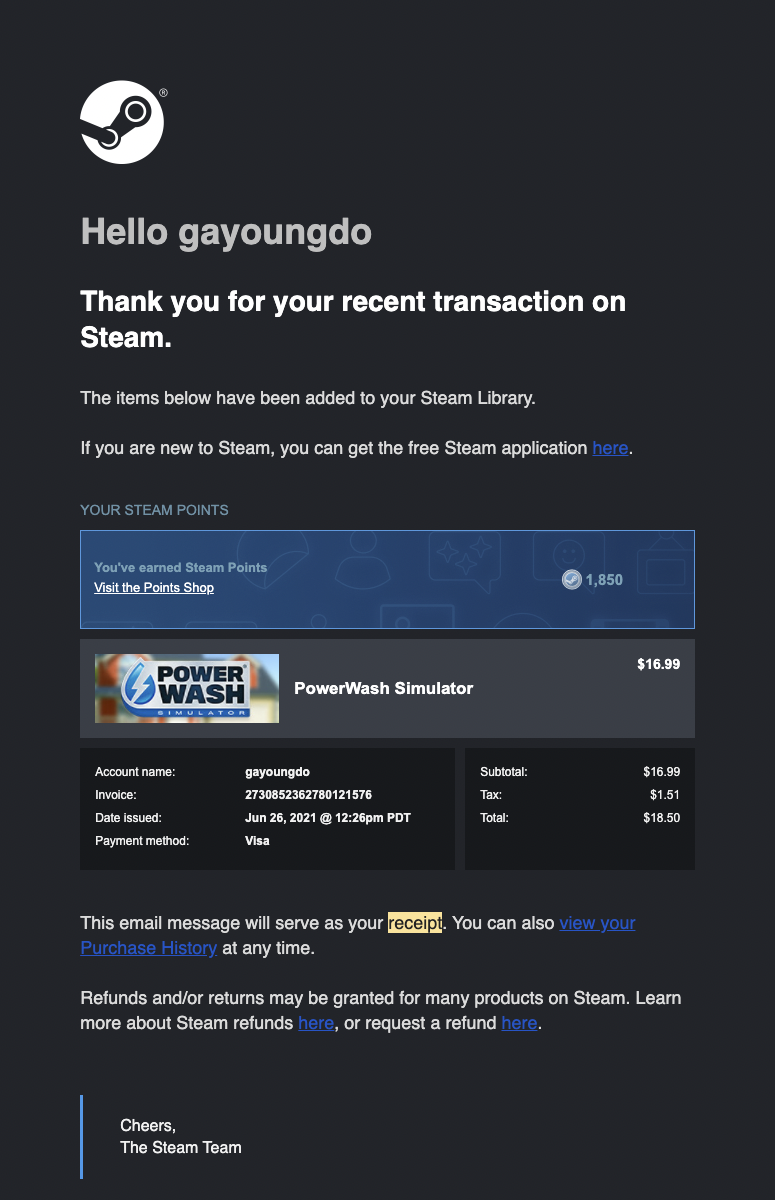 ®
Hello gayoungdo
Thank you for your recent transaction on
Steam.
The items below have been added to your Steam Library.
If you are new to Steam, you can get the free Steam application here.
YOUR STEAM POINTS
You've earned Steam Points
Visit the Points Shop
1,850
POWER
WASH
SIMULATOR
PowerWash Simulator
$16.99
Account name: gayoungdo
Invoice: 2730852362780121576
Date issued: Jun 26, 2021 @ 12:26pm PDT
Payment method: Visa
Subtotal: $16.99
Tax: $1.51
Total: $18.50
This email message will serve as your receipt. You can also view your
Purchase History at any time.
Refunds and/or returns may be granted for many products on Steam. Learn
more about Steam refunds here, or request a refund here.
Cheers,
The Steam Team